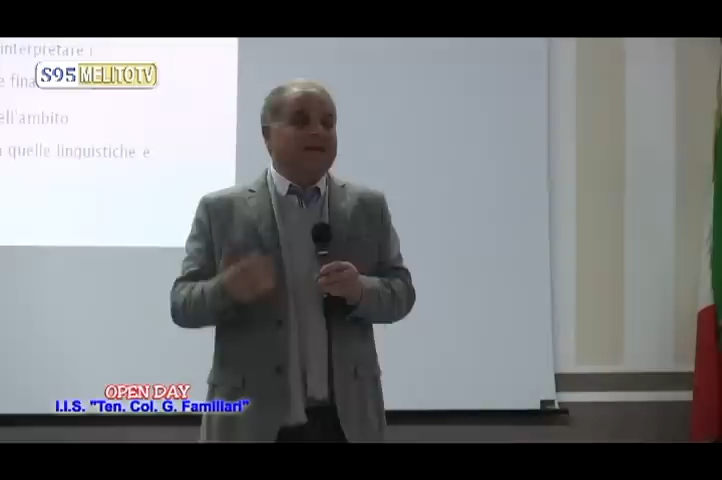 interpretare i
S95 MELITOTV
e fina
ell'ambito
quelle linguistiche e
OPEN DAY
I.I.S. "Ten. Col. G. Familiari"